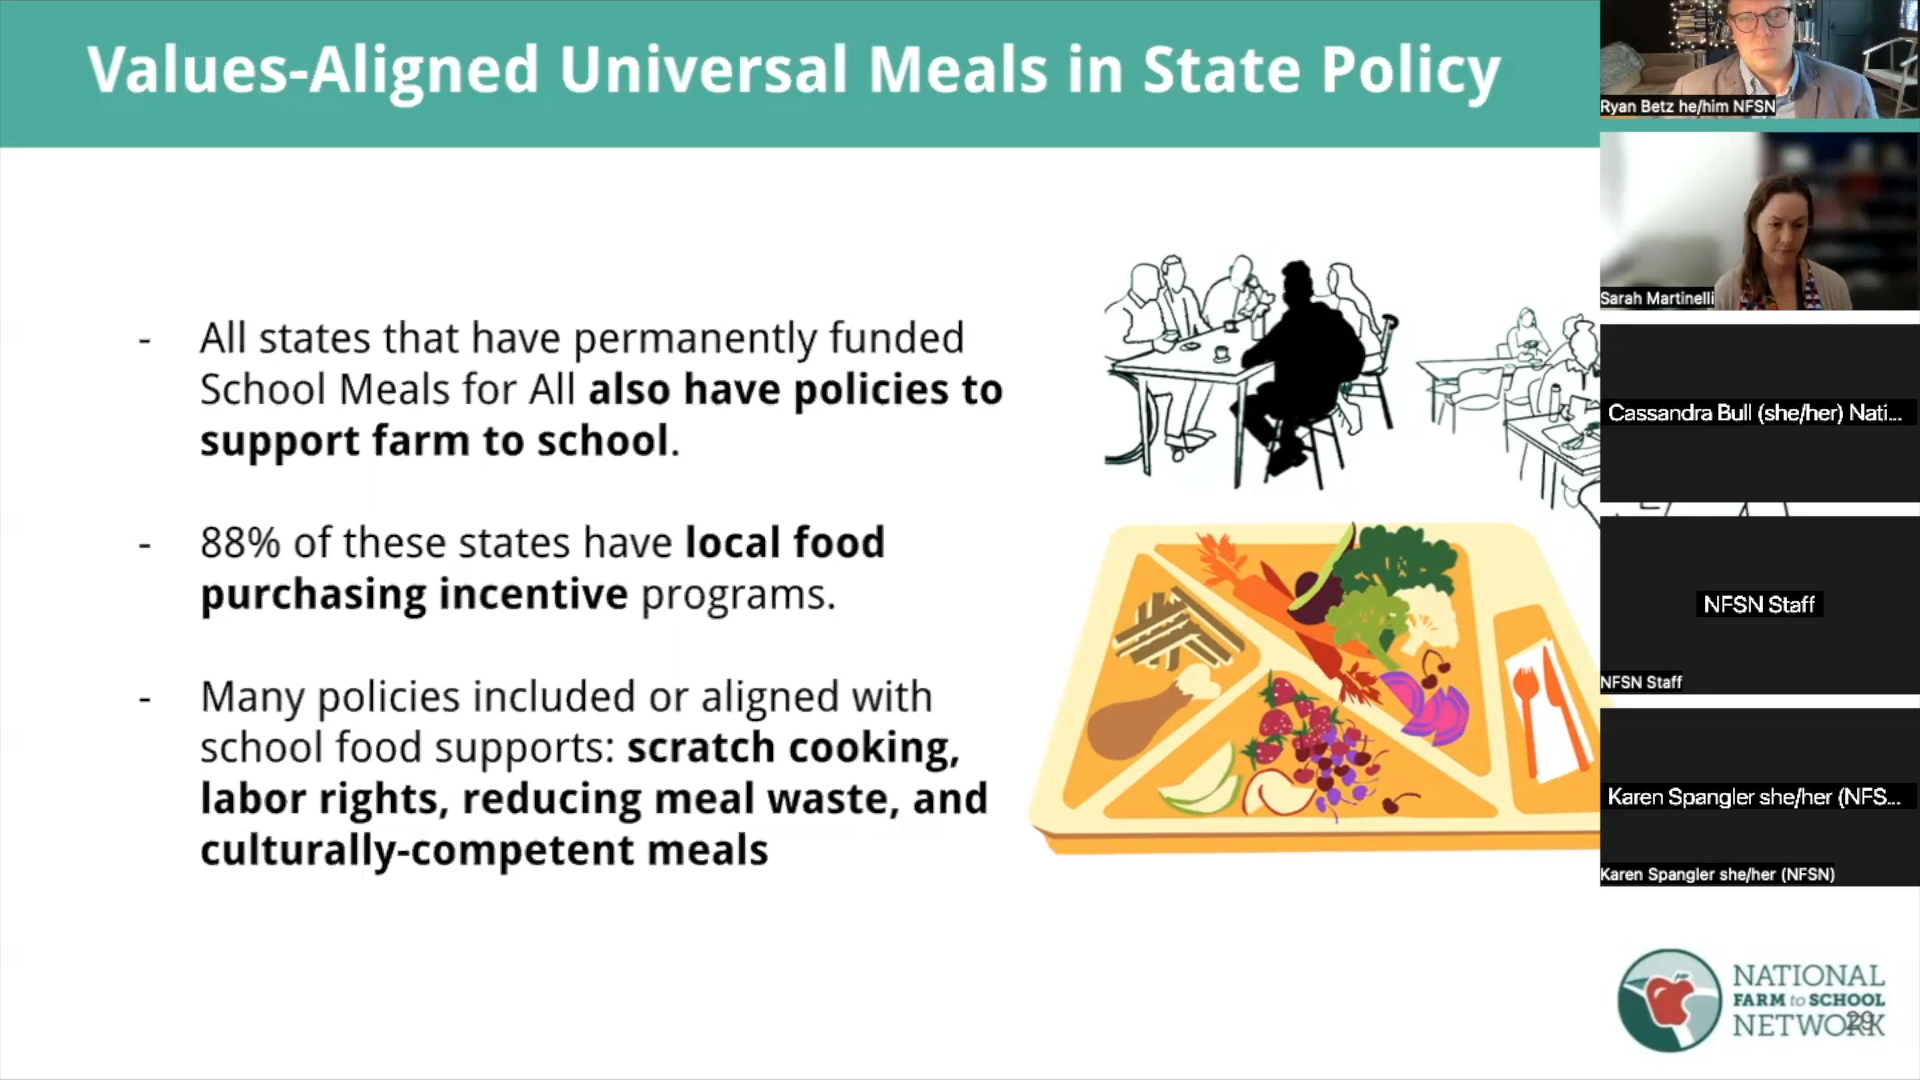 Values-Aligned Universal Meals in State Policy
- All states that have permanently funded
School Meals for All also have policies to
support farm to school.
- 88% of these states have local food
purchasing incentive programs.
- Many policies included or aligned with
school food supports: scratch cooking,
labor rights, reducing meal waste, and
culturally-competent meals
Ryan Betz he/him NFSN
Sarah Martinelli
Cassandra Bull (she/her) Nati...
NFSN Staff
NFSN Staff
Karen Spangler she/her (NFS...
Karen Spangler she/her (NFSN)
NATIONAL
FARM to SCHOOL
NETWORK
29